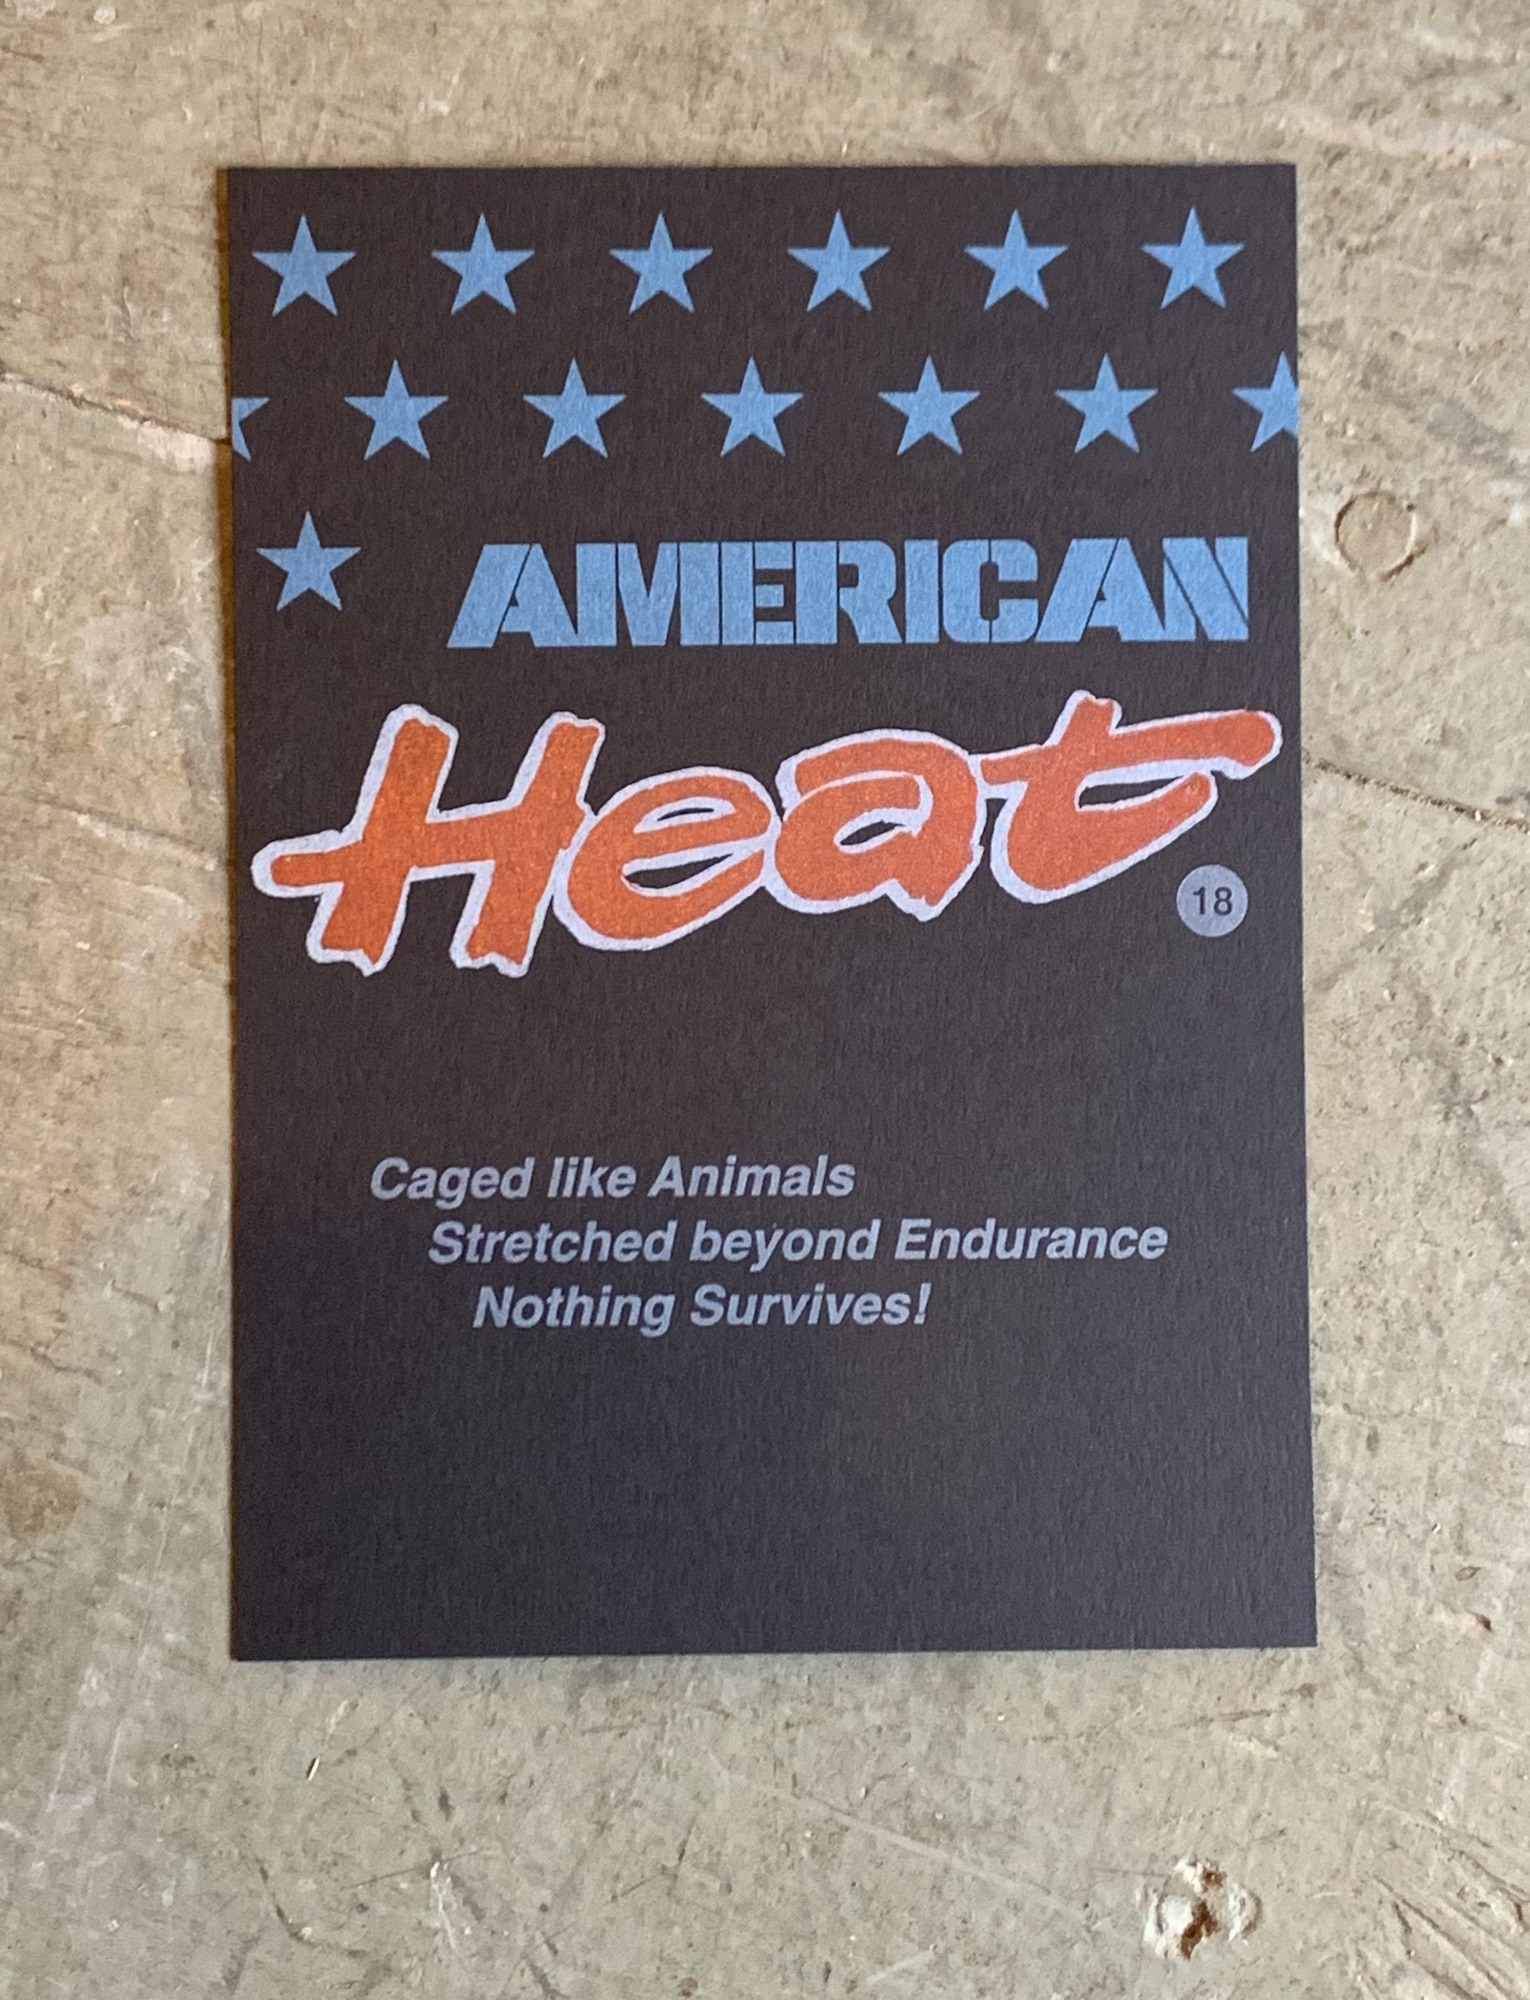 AMERICAN
Heat
18
Caged like Animals
Stretched beyond Endurance
Nothing Survives!